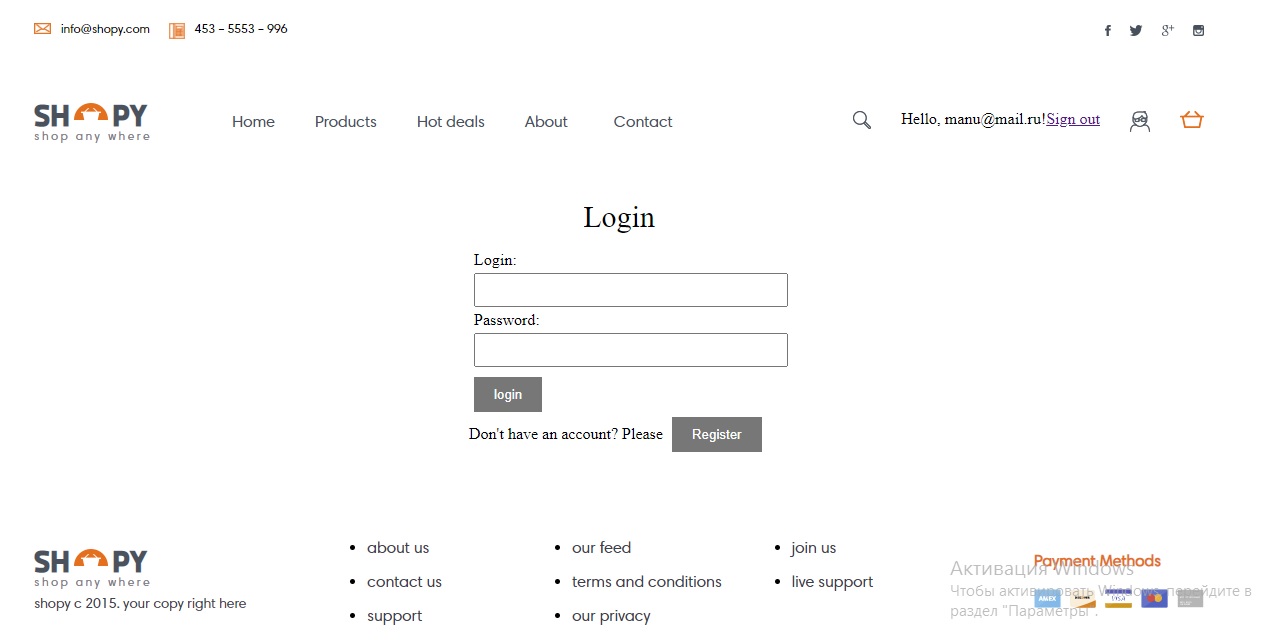 info@shopy.com 453 – 5553 – 996
SHOPY
shop any where
Home Products Hot deals About Contact
Hello, manu@mail.ru!Sign out
Login
Login:
Password:
login
Don't have an account? Please Register
SHOPY
shop any where
shopy c 2015. your copy right here
about us
contact us
support
our feed
terms and conditions
our privacy
join us
live support
Payment Methods
Активация Windows
Чтобы активировать Windows, перейдите в
раздел "Параметры".
AMEX
VISA